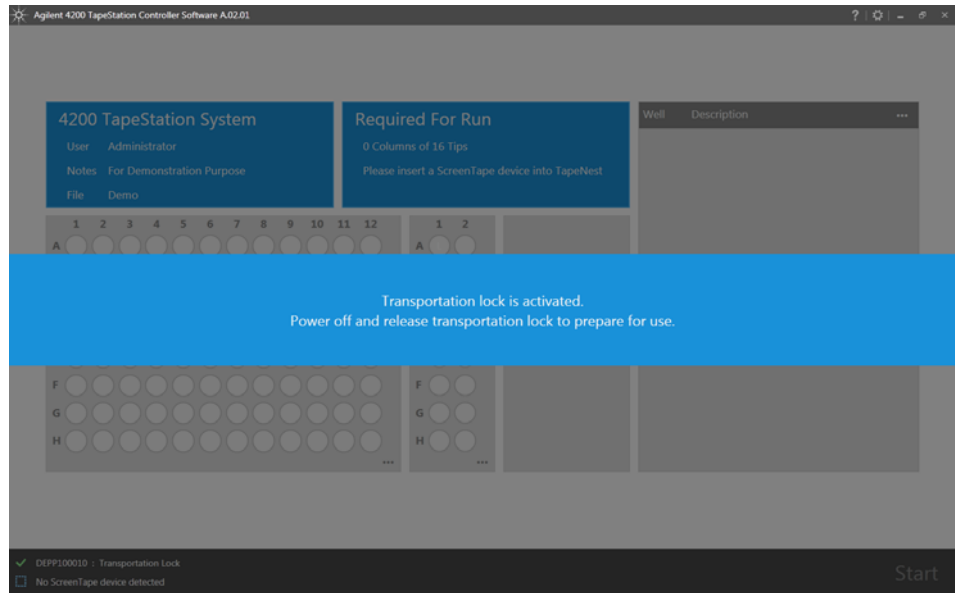 Agilent 4200 TapeStation Controller Software A.02.01
?
4200 TapeStation System
User Administrator
Notes For Demonstration Purpose
File Demo
Required For Run
0 Columns of 16 Tips
Please insert a ScreenTape device into TapeNest
Well Description ...
1 2 3 4 5 6 7 8 9 10 11 12
A
1 2
A
Transportation lock is activated.
Power off and release transportation lock to prepare for use.
F
G
H
...
F
G
H
...
DEPP100010 : Transportation Lock
No ScreenTape device detected
Start